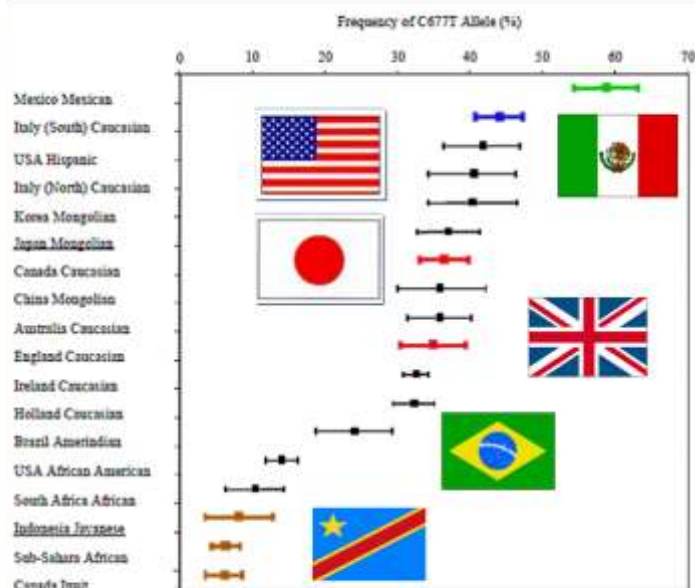 Frequency of C677T Allele (%)
0 10 20 30 40 50 60 70
Mexico Mexican
Italy (South) Caucasian
USA Hispanic
Italy (North) Caucasian
Korea Mongolian
Japan Mongolian
Canada Caucasian
China Mongolian
Australia Caucasian
England Caucasian
Ireland Caucasian
Holland Caucasian
Brazil Amerindian
USA African American
South Africa African
Indonesia Javanese
Sub-Sahara African
Canada Inuit